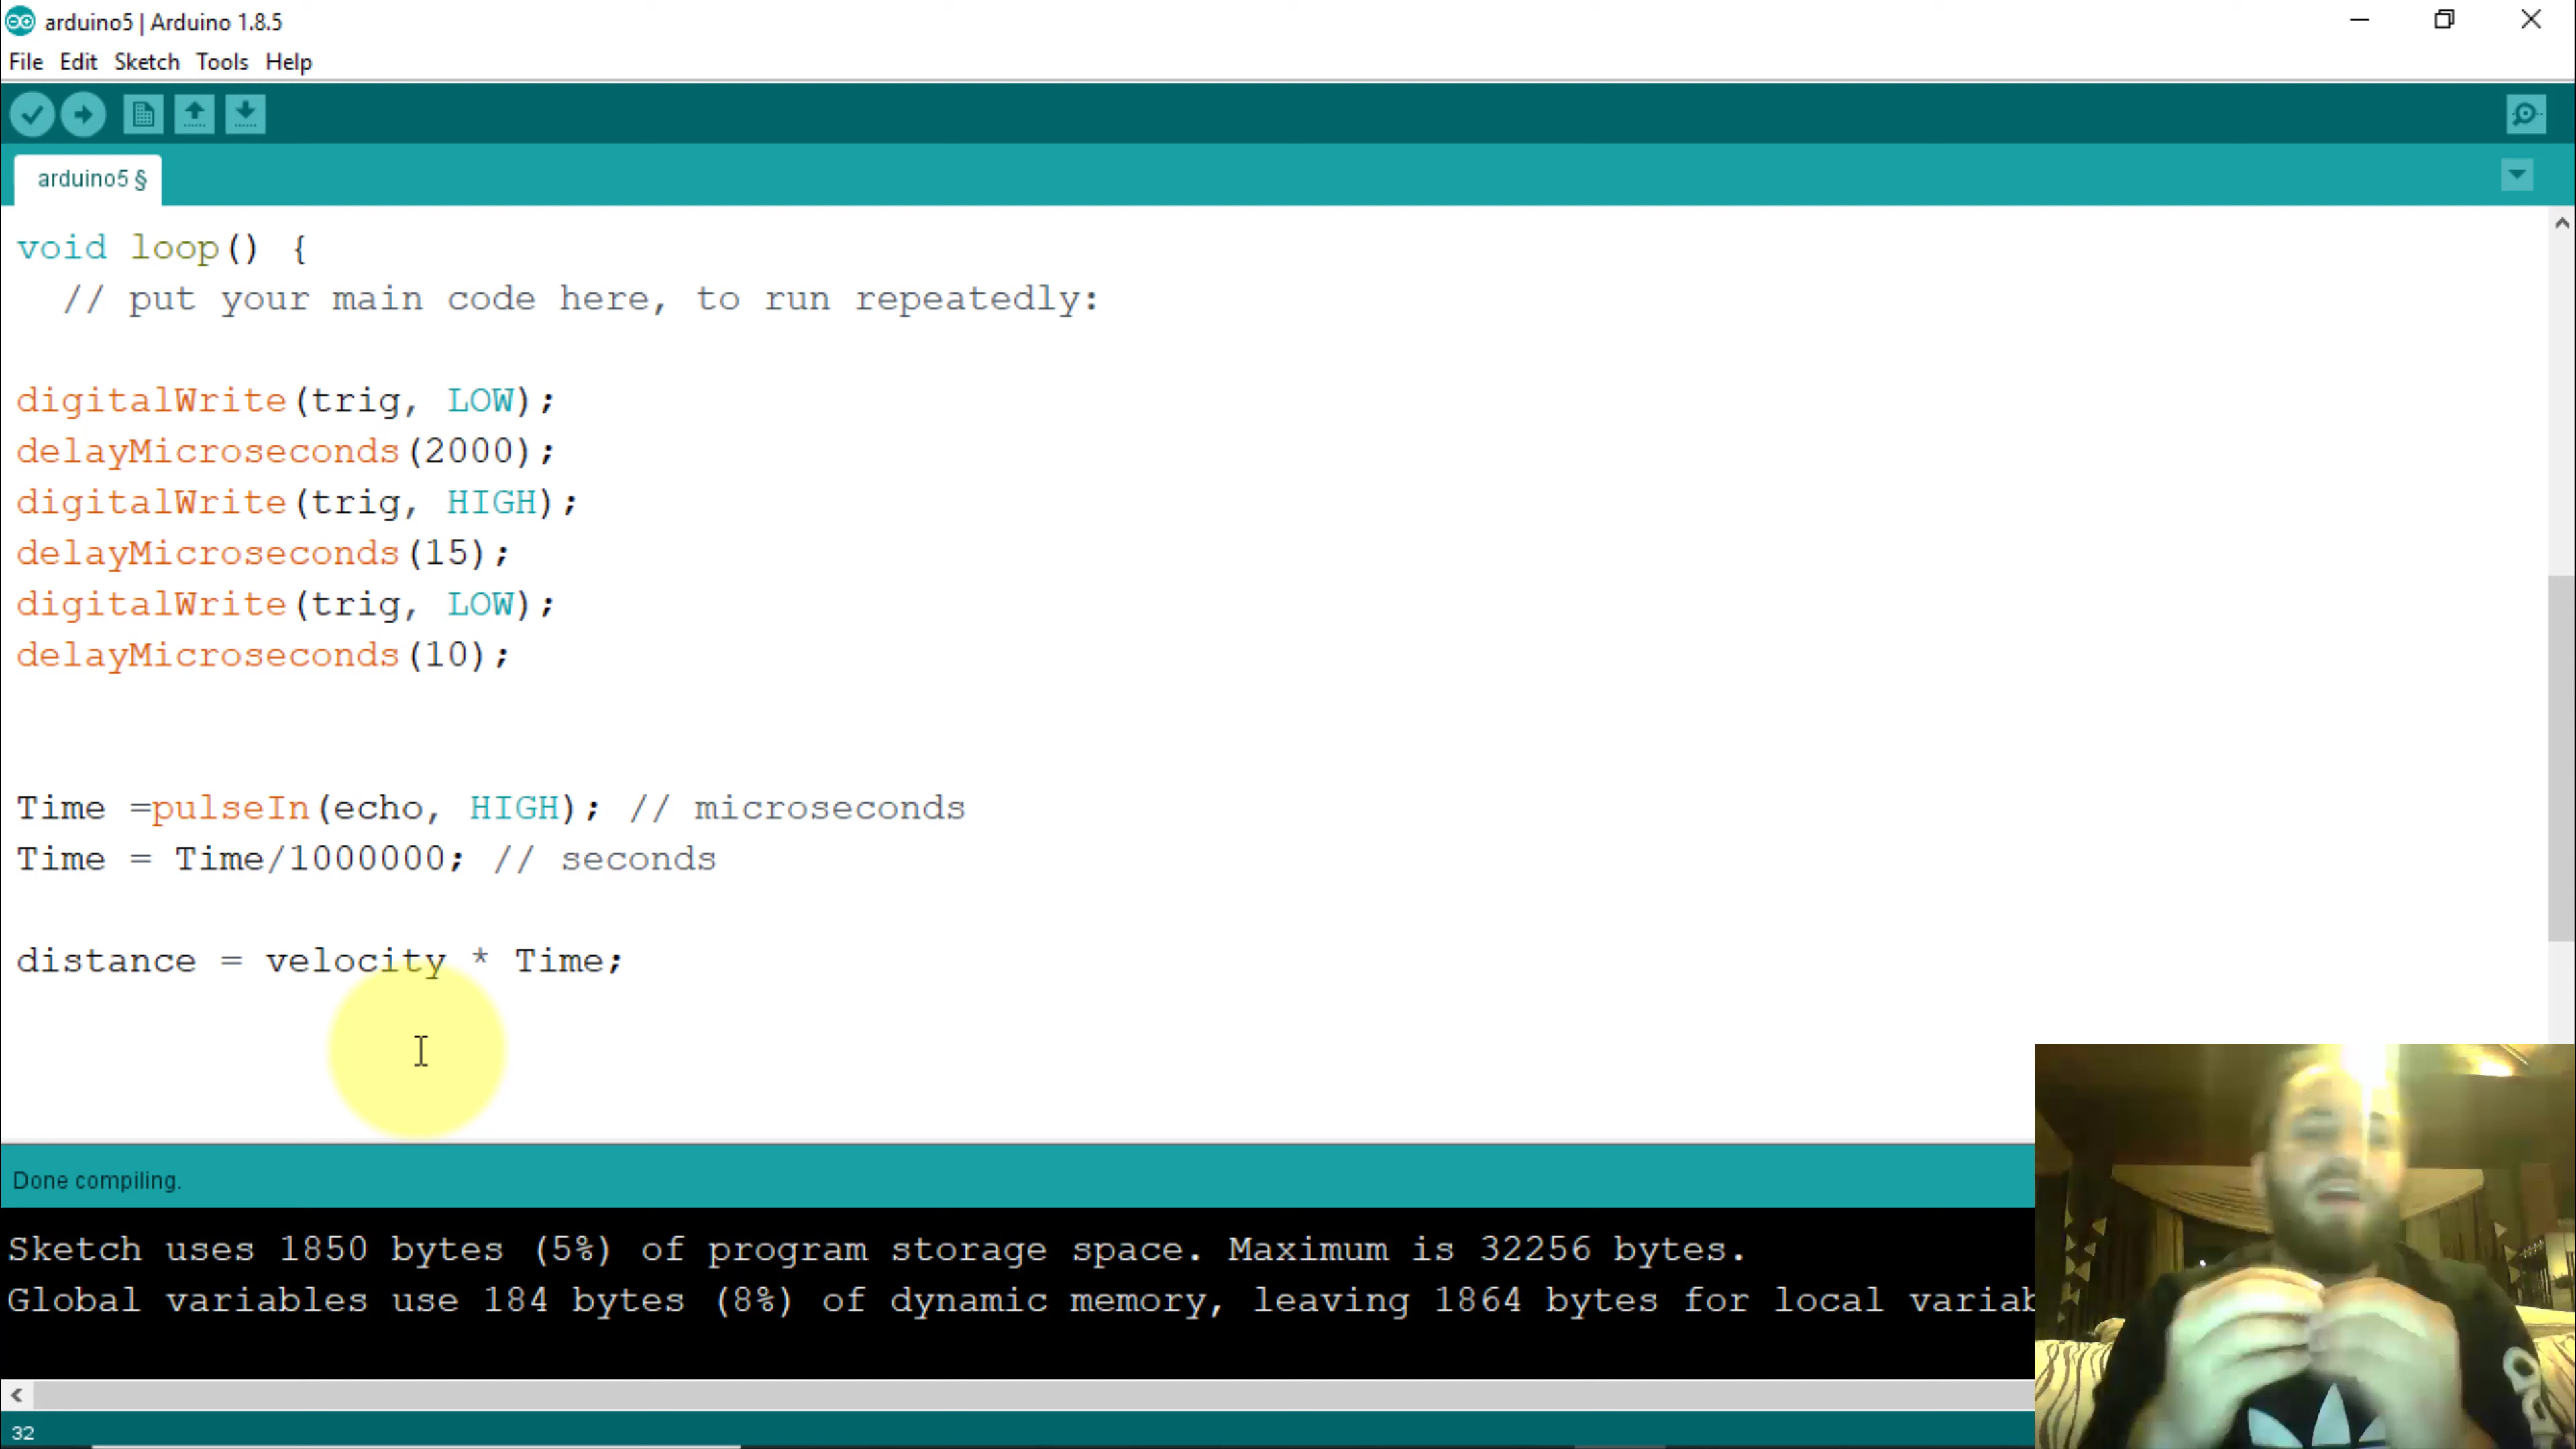 arduino5 | Arduino 1.8.5
File Edit Sketch Tools Help
arduino5 §
void loop() {
// put your main code here, to run repeatedly:
digitalWrite(trig, LOW);
delayMicroseconds(2000);
digitalWrite(trig, HIGH);
delayMicroseconds(15);
digitalWrite(trig, LOW);
delayMicroseconds(10);
Time =pulseIn(echo, HIGH); // microseconds
Time = Time/1000000; // seconds
distance = velocity * Time;
Done compiling.
Sketch uses 1850 bytes (5%) of program storage space. Maximum is 32256 bytes.
Global variables use 184 bytes (8%) of dynamic memory, leaving 1864 bytes for local variab
32